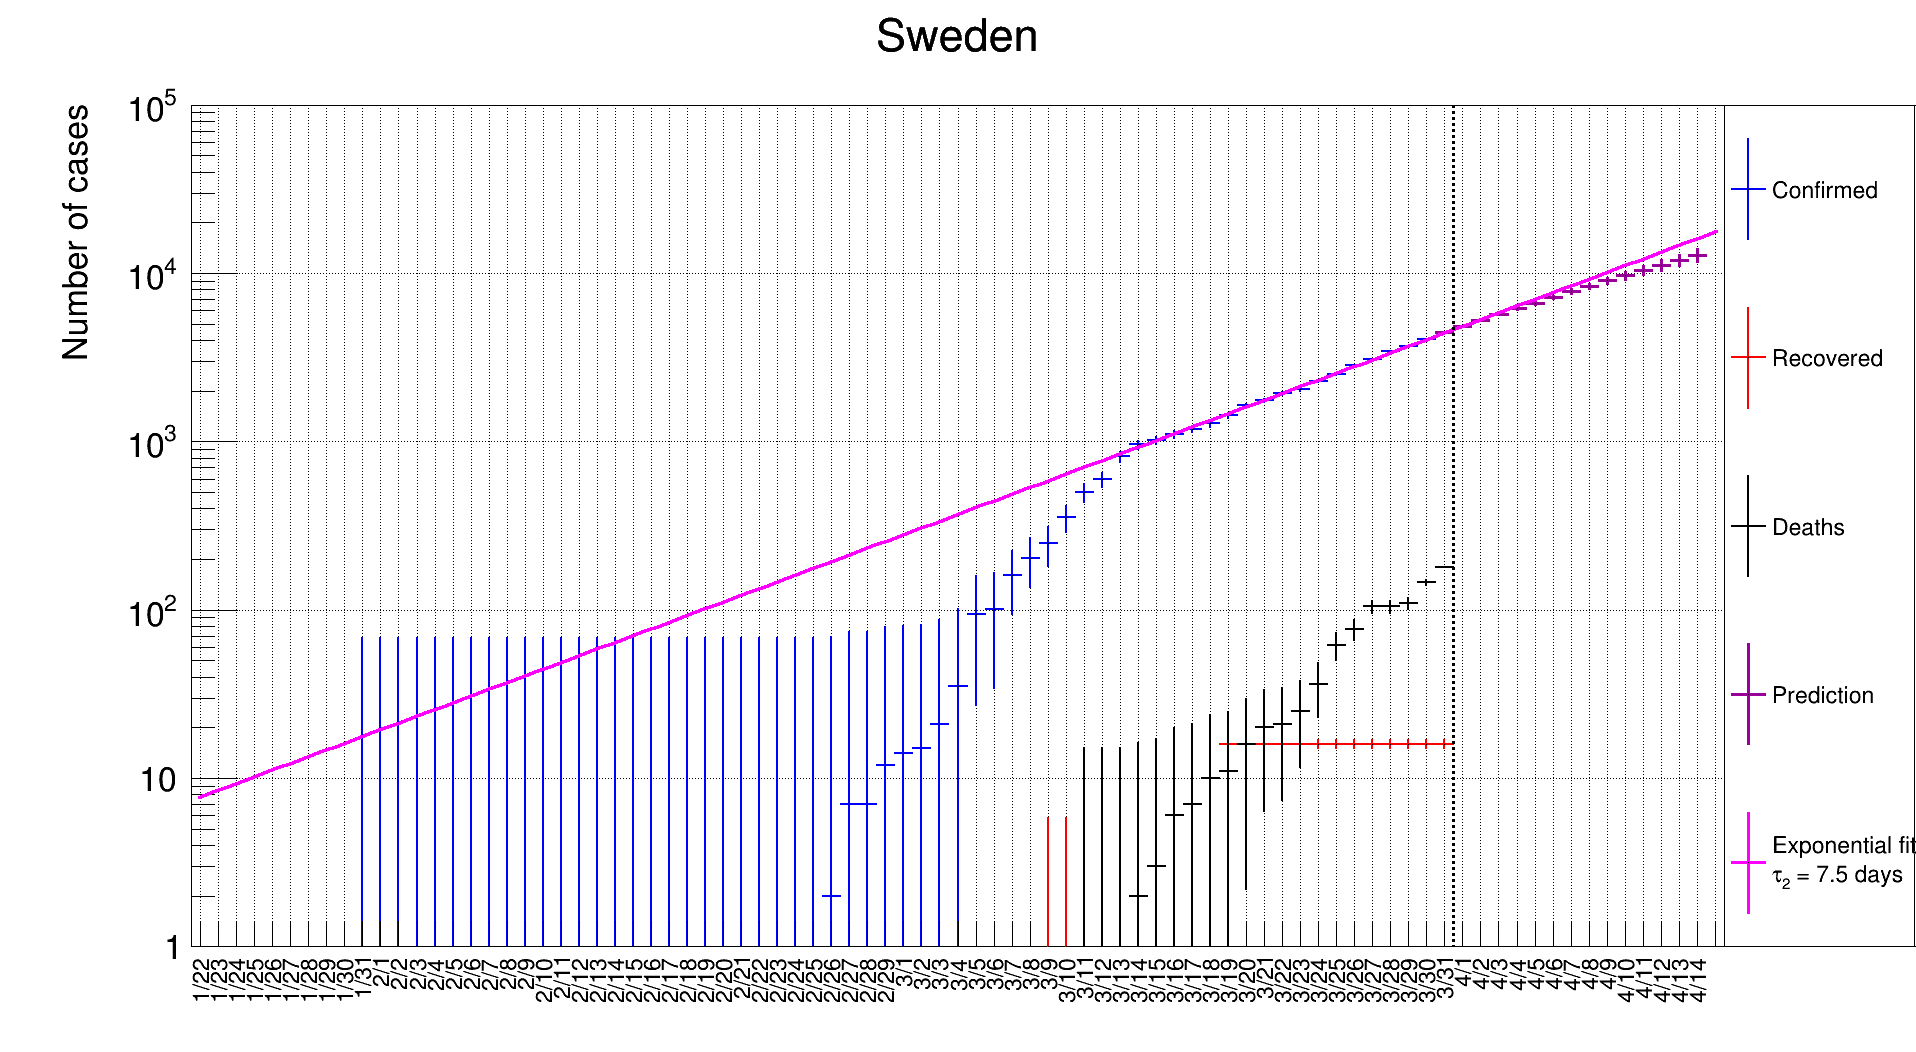 Sweden
Number of cases
10^5
10^4
10^3
10^2
10
1
1/22 1/23 1/24 1/25 1/26 1/27 1/28 1/29 1/30 1/31 2/1 2/2 2/3 2/4 2/5 2/6 2/7 2/8 2/9 2/10 2/11 2/12 2/13 2/14 2/15 2/16 2/17 2/18 2/19 2/20 2/21 2/22 2/23 2/24 2/25 2/26 2/27 2/28 2/29 3/1 3/2 3/3 3/4 3/5 3/6 3/7 3/8 3/9 3/10 3/11 3/12 3/13 3/14 3/15 3/16 3/17 3/18 3/19 3/20 3/21 3/22 3/23 3/24 3/25 3/26 3/27 3/28 3/29 3/30 3/31 4/1 4/2 4/3 4/4 4/5 4/6 4/7 4/8 4/9 4/10 4/11 4/12 4/13 4/14
Confirmed
Recovered
Deaths
Prediction
Exponential fit
τ₂ = 7.5 days